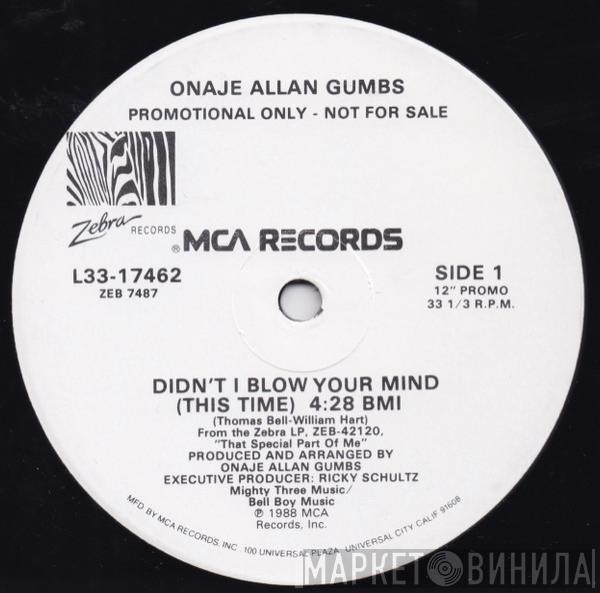 ONAJE ALLAN GUMBS
PROMOTIONAL ONLY - NOT FOR SALE
Zebra RECORDS
® MCA RECORDS
L33-17462
ZEB 7487
SIDE 1
12" PROMO
33 1/3 R.P.M.
DIDN'T I BLOW YOUR MIND
(THIS TIME) 4:28 BMI
(Thomas Bell-William Hart)
From the Zebra LP, ZEB-42120,
"That Special Part Of Me"
PRODUCED AND ARRANGED BY
ONAJE ALLAN GUMBS
EXECUTIVE PRODUCER: RICKY SCHULTZ
Mighty Three Music/
Bell Boy Music
℗ 1988 MCA
Records, Inc.
MFD. BY MCA RECORDS, INC · 100 UNIVERSAL PLAZA · UNIVERSAL CITY, CALIF 91608
МАРКЕТ ВИНИЛА